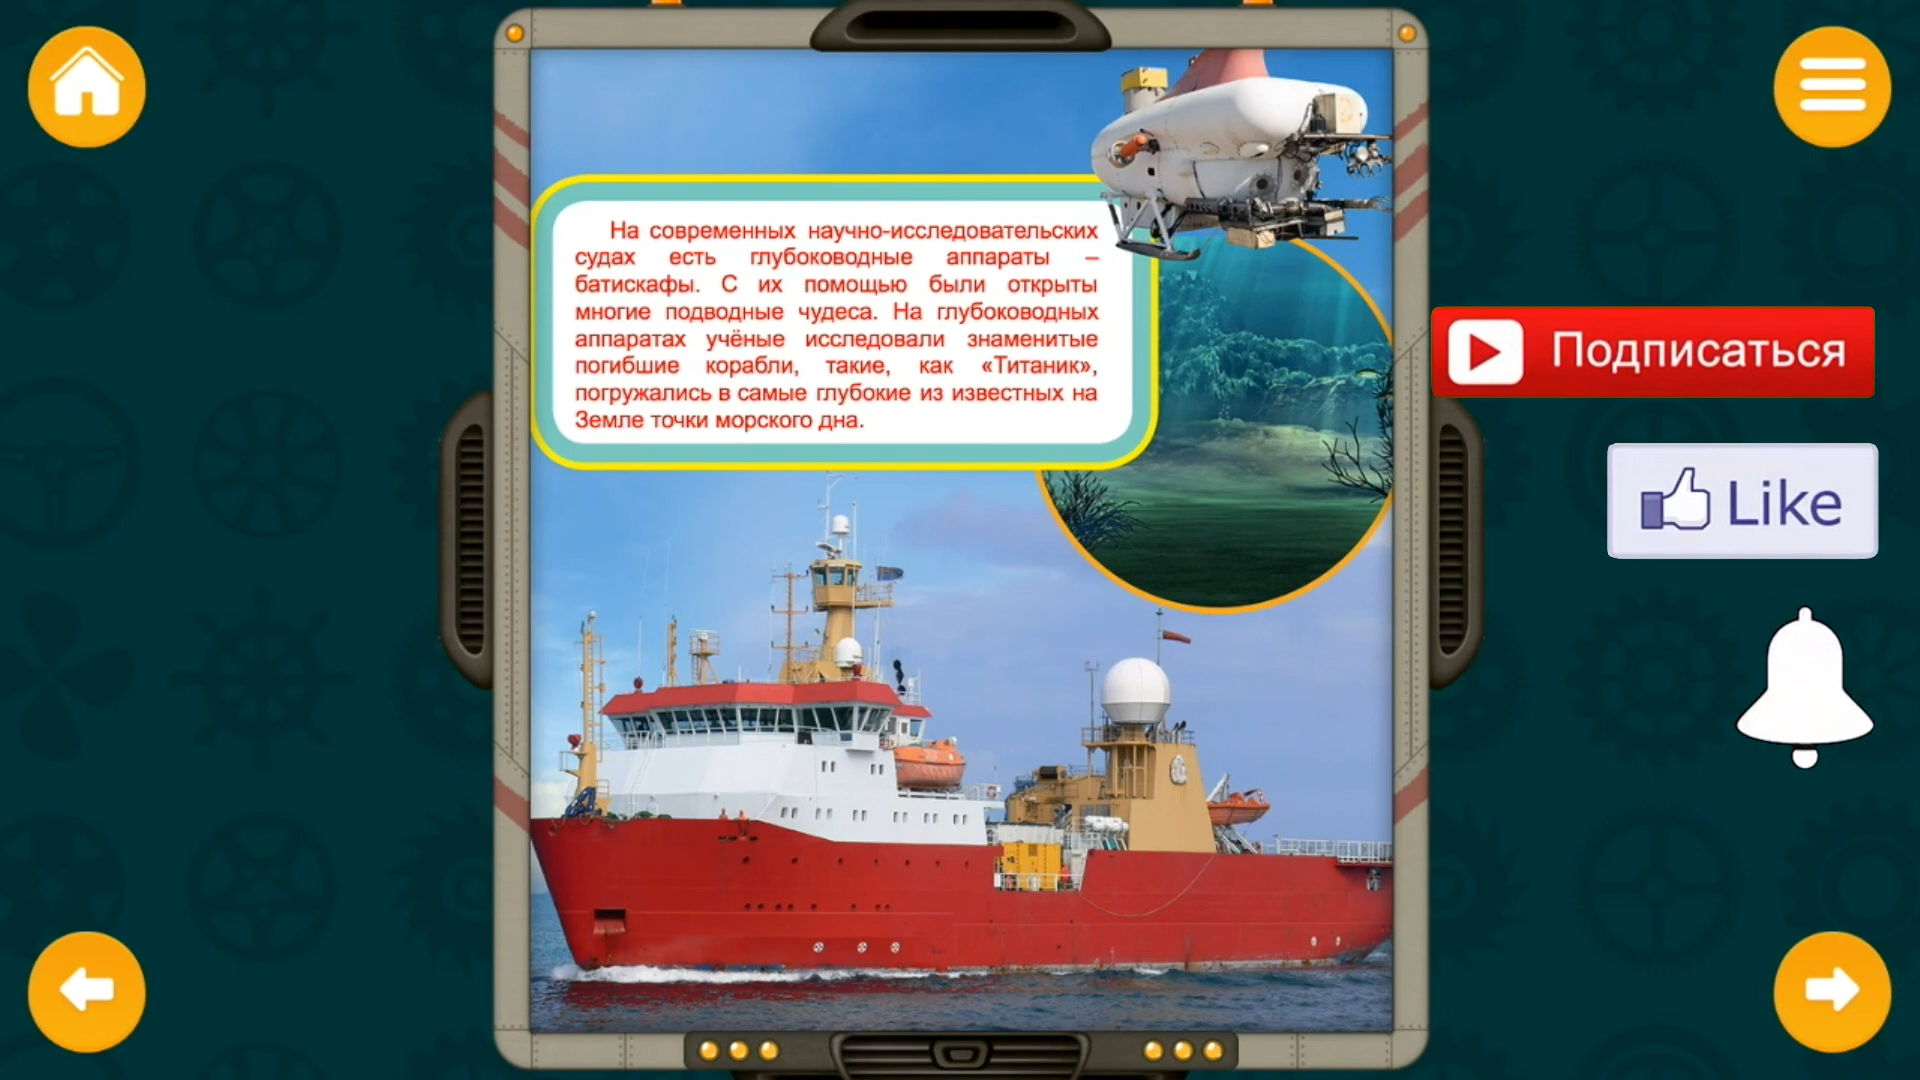 На современных научно-исследовательских
судах есть глубоководные аппараты –
батискафы. С их помощью были открыты
многие подводные чудеса. На глубоководных
аппаратах учёные исследовали знаменитые
погибшие корабли, такие, как «Титаник»,
погружались в самые глубокие из известных на
Земле точки морского дна.
Подписаться
Like